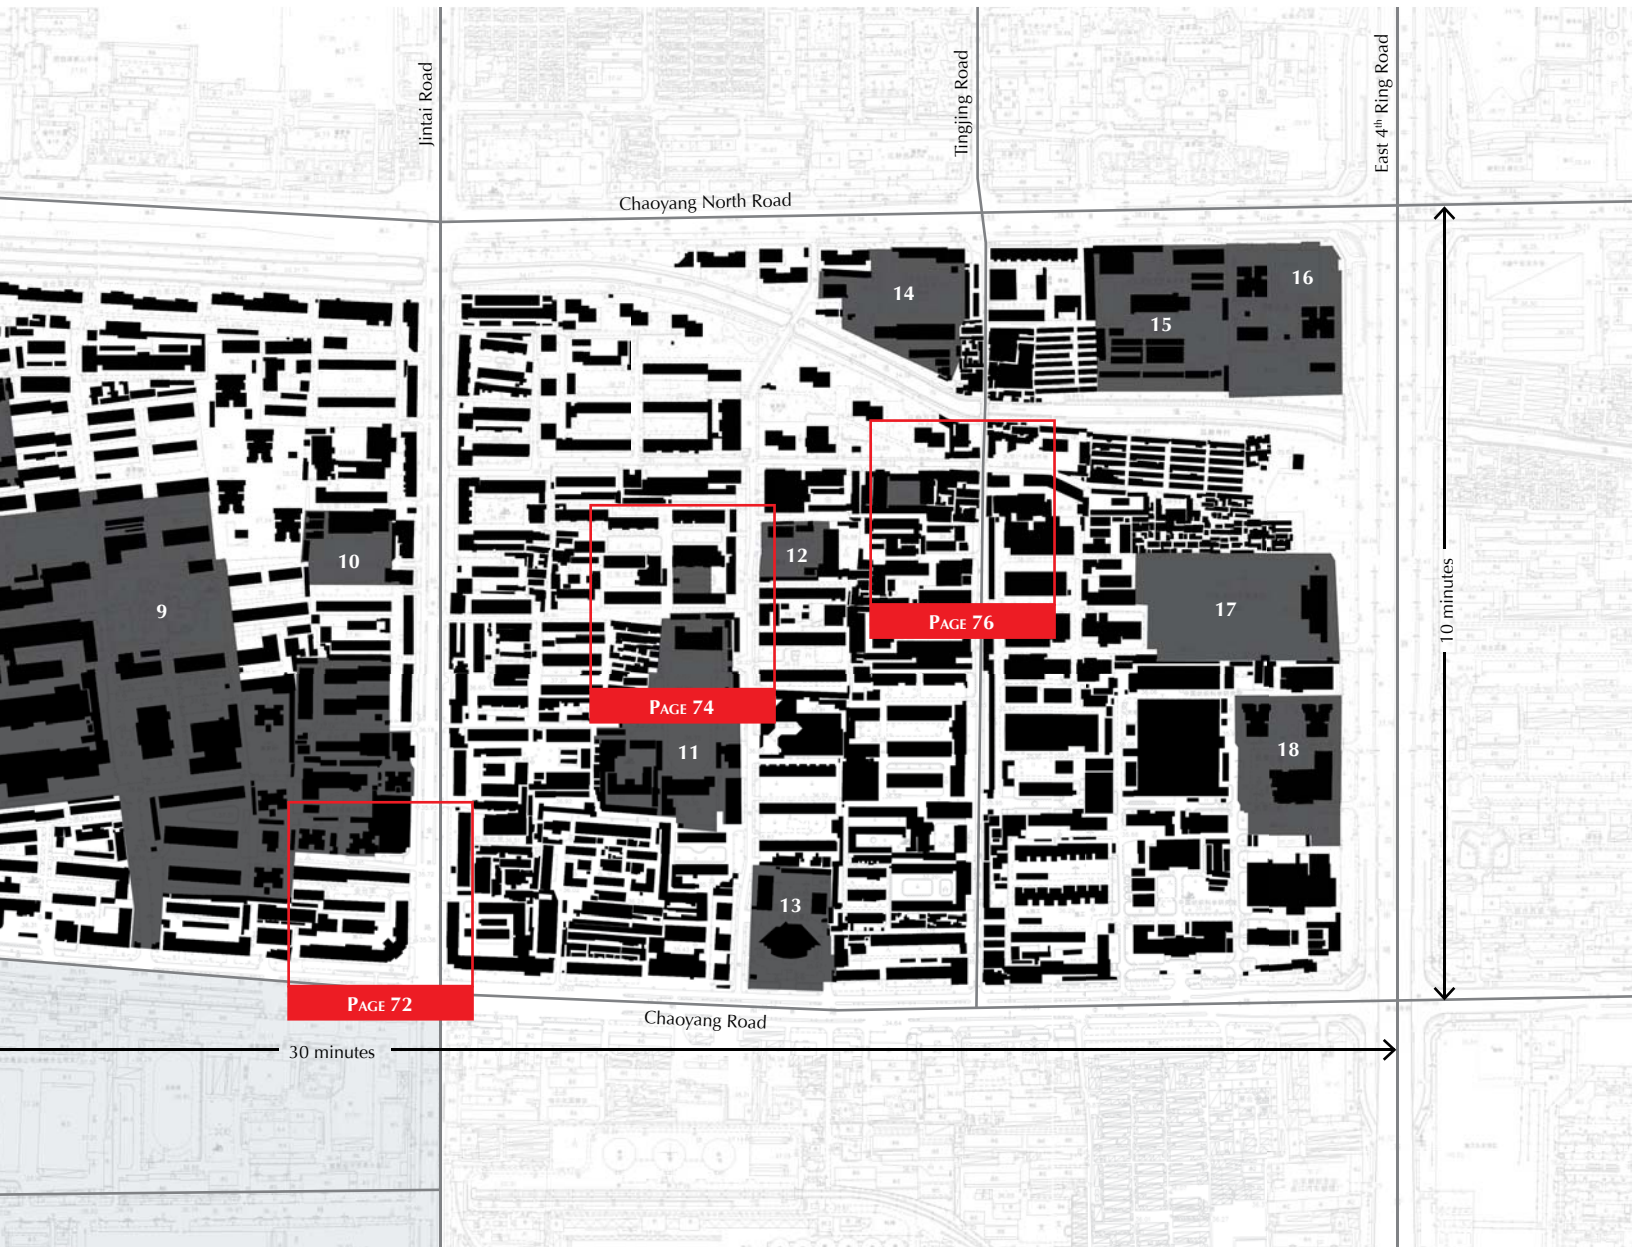 Jintai Road
Tingjing Road
East 4th Ring Road
Chaoyang North Road
14
16
15
10
12
9
17
PAGE 76
PAGE 74
11
18
10 minutes
13
PAGE 72
Chaoyang Road
30 minutes